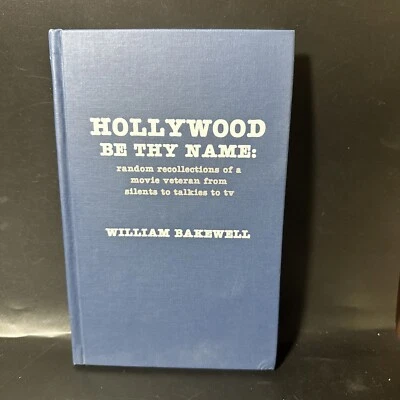 HOLLYWOOD
BE THY NAME:
random recollections of a
movie veteran from
silents to talkies to tv
WILLIAM BAKEWELL